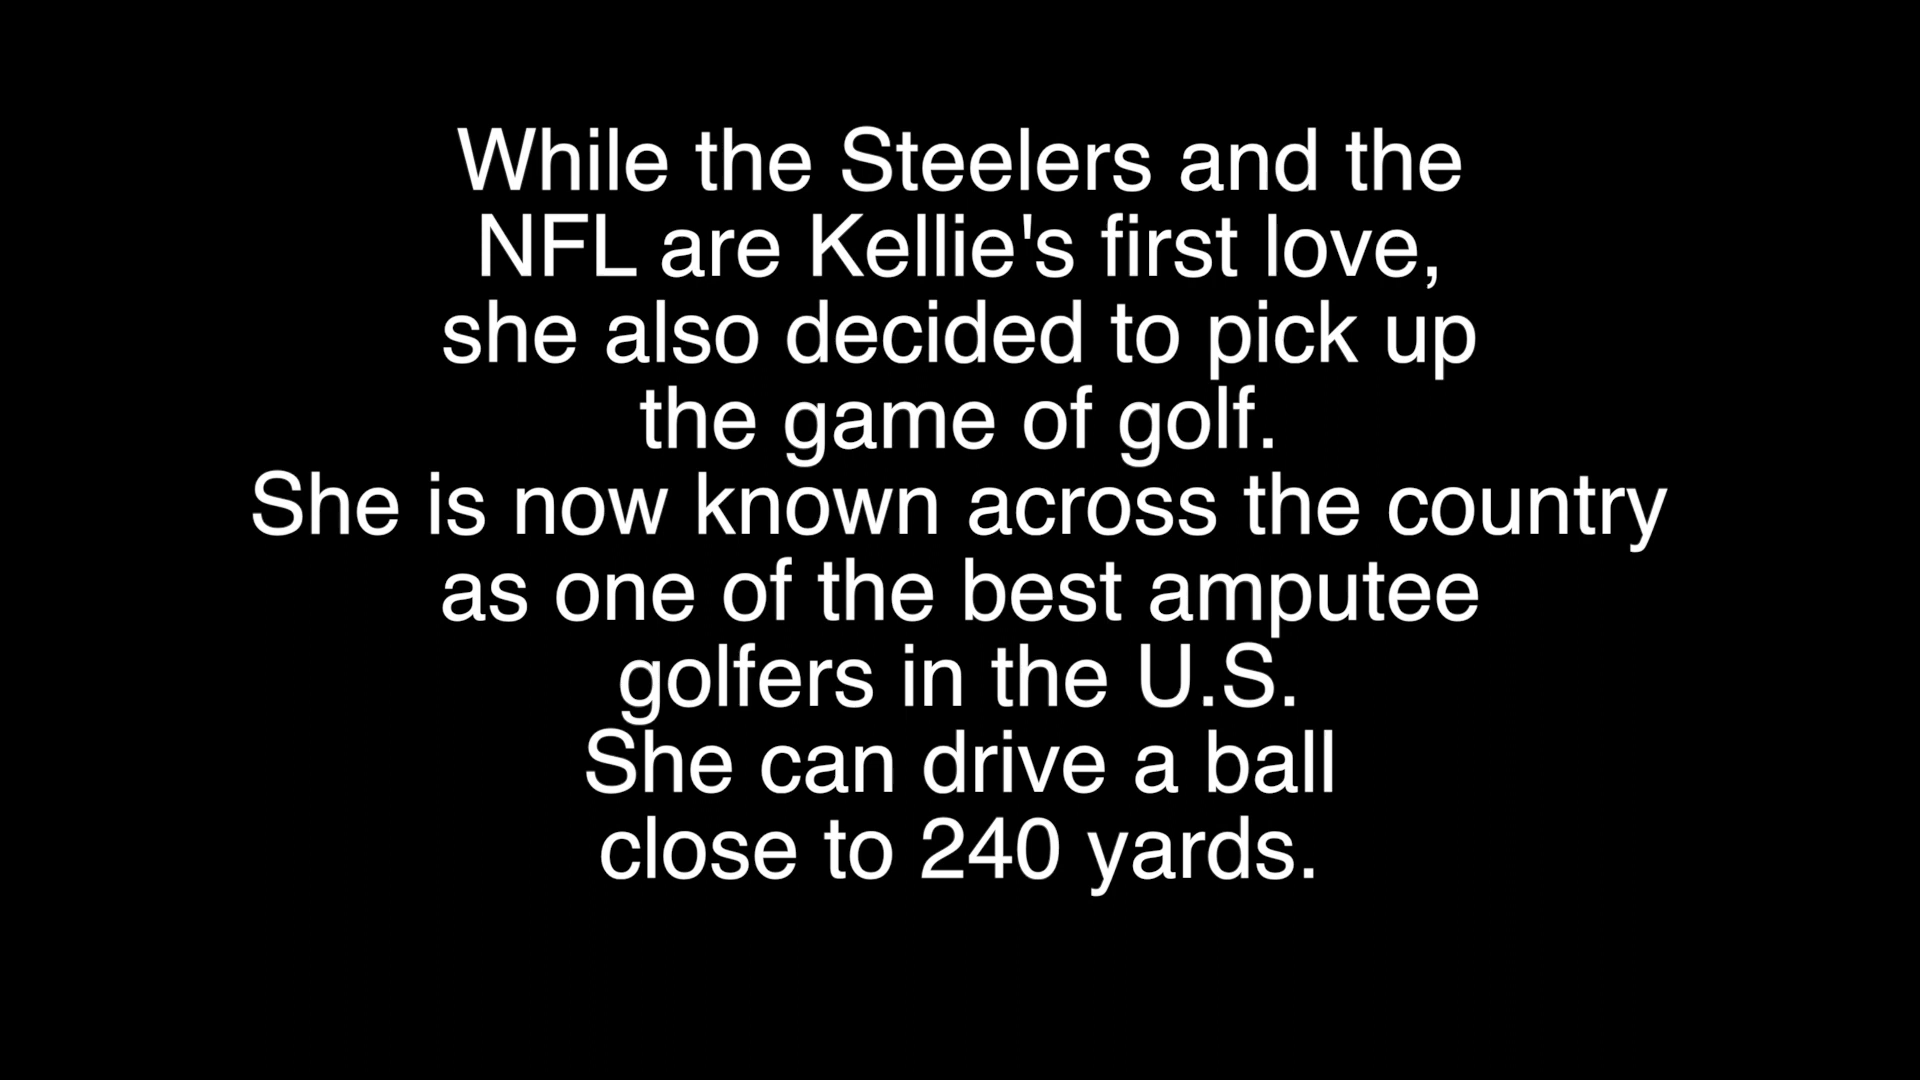 While the Steelers and the
NFL are Kellie's first love,
she also decided to pick up
the game of golf.
She is now known across the country
as one of the best amputee
golfers in the U.S.
She can drive a ball
close to 240 yards.